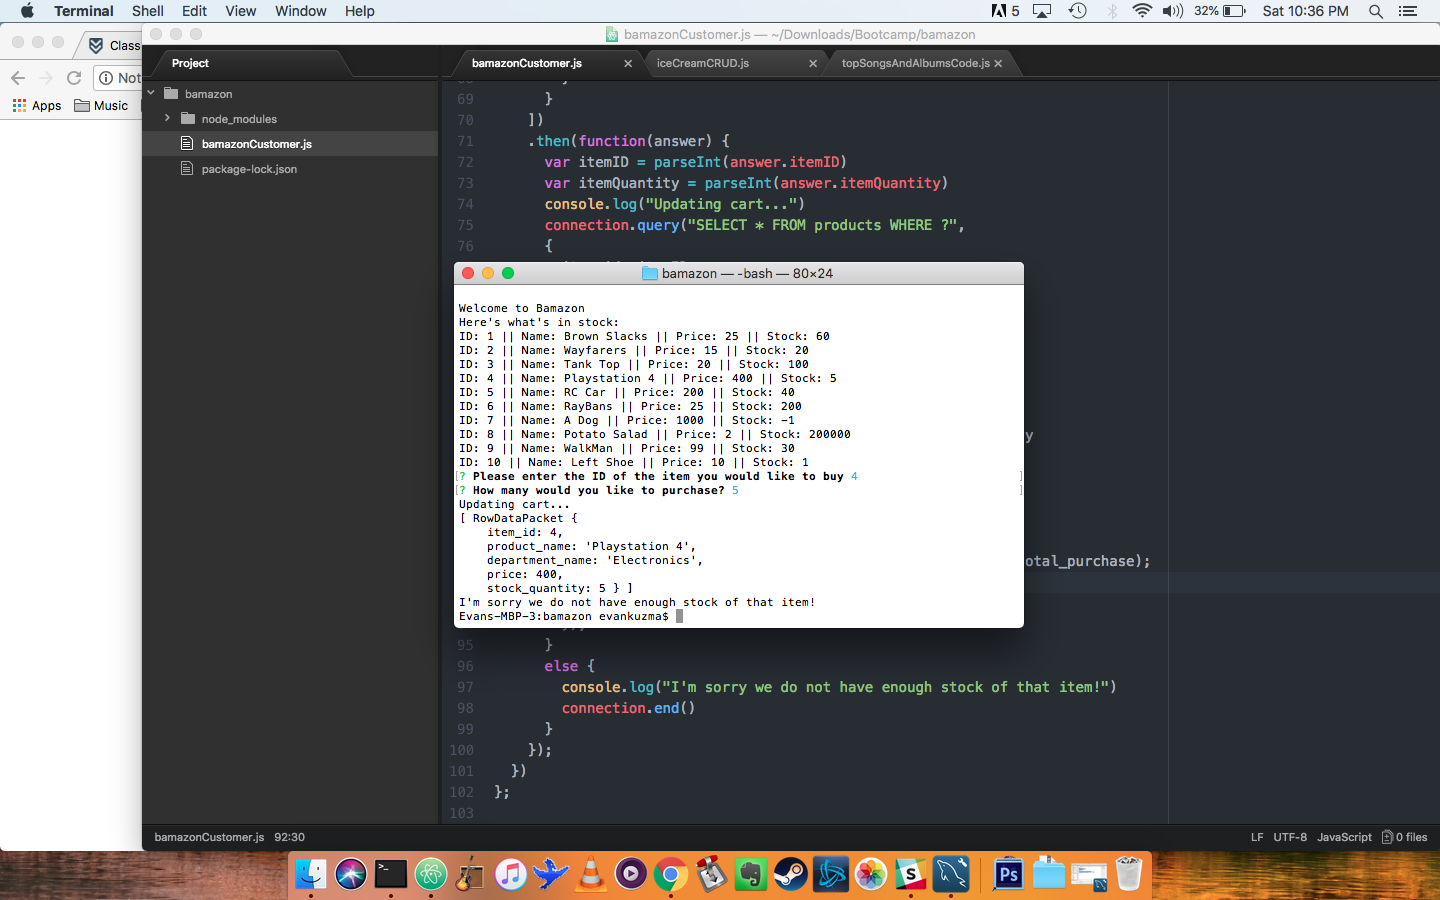 Terminal Shell Edit View Window Help
5 32% Sat 10:36 PM
Class
Not
Apps Music
bamazonCustomer.js — ~/Downloads/Bootcamp/bamazon
Project
bamazonCustomer.js iceCreamCRUD.js topSongsAndAlbumsCode.js
bamazon
node_modules
bamazonCustomer.js
package-lock.json
69 }
70 ])
71 .then(function(answer) {
72 var itemID = parseInt(answer.itemID)
73 var itemQuantity = parseInt(answer.itemQuantity)
74 console.log("Updating cart...")
75 connection.query("SELECT * FROM products WHERE ?",
76 {
bamazon — -bash — 80×24
Welcome to Bamazon
Here's what's in stock:
ID: 1 || Name: Brown Slacks || Price: 25 || Stock: 60
ID: 2 || Name: Wayfarers || Price: 15 || Stock: 20
ID: 3 || Name: Tank Top || Price: 20 || Stock: 100
ID: 4 || Name: Playstation 4 || Price: 400 || Stock: 5
ID: 5 || Name: RC Car || Price: 200 || Stock: 40
ID: 6 || Name: RayBans || Price: 25 || Stock: 200
ID: 7 || Name: A Dog || Price: 1000 || Stock: -1
ID: 8 || Name: Potato Salad || Price: 2 || Stock: 200000
ID: 9 || Name: WalkMan || Price: 99 || Stock: 30
ID: 10 || Name: Left Shoe || Price: 10 || Stock: 1
[? Please enter the ID of the item you would like to buy 4 ]
[? How many would you like to purchase? 5 ]
Updating cart...
[ RowDataPacket {
item_id: 4,
product_name: 'Playstation 4',
department_name: 'Electronics',
price: 400,
stock_quantity: 5 } ]
I'm sorry we do not have enough stock of that item!
Evans-MBP-3:bamazon evankuzma$
y
otal_purchase);
95 }
96 else {
97 console.log("I'm sorry we do not have enough stock of that item!")
98 connection.end()
99 }
100 });
101 })
102 };
103
bamazonCustomer.js 92:30
LF UTF-8 JavaScript 0 files
Ps